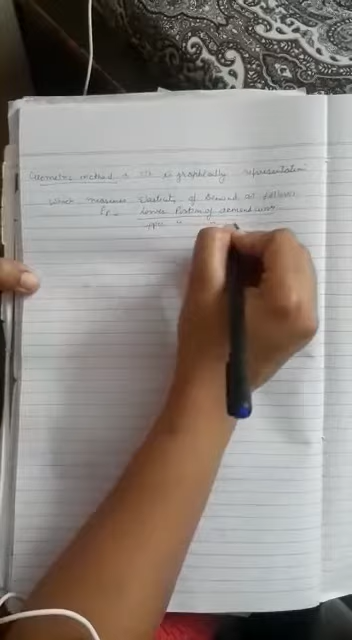 Geometric method : It is graphically representation
which measures elasticity of demand as follows
Ep = Lower Portion of demand curve
upper " "